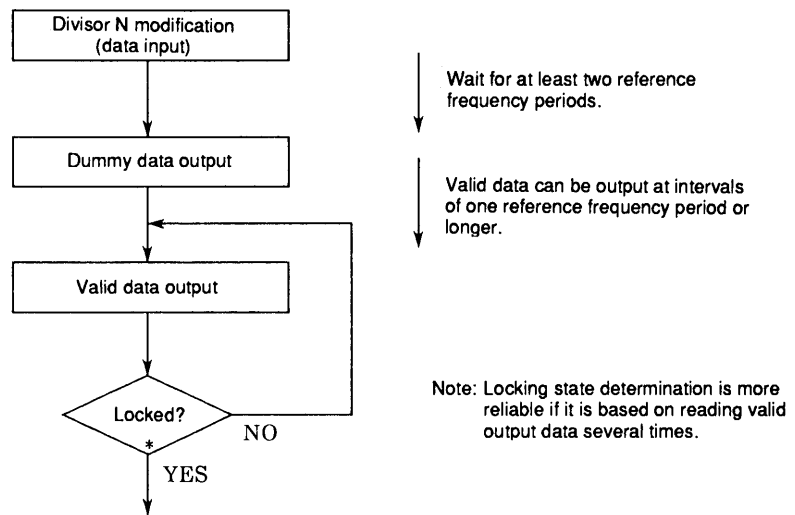 Divisor N modification
(data input)
Wait for at least two reference
frequency periods.
Dummy data output
Valid data can be output at intervals
of one reference frequency period or
longer.
Valid data output
Locked?
*
NO
YES
Note: Locking state determination is more
reliable if it is based on reading valid
output data several times.